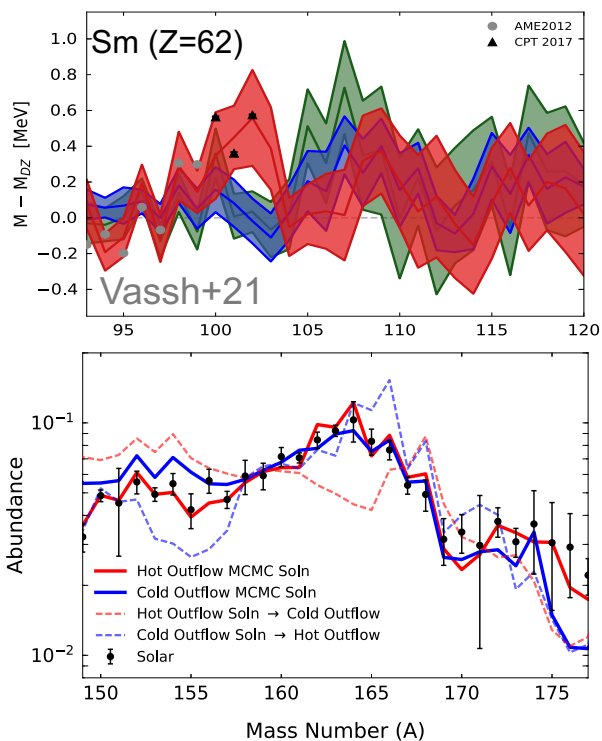 Sm (Z=62)
AME2012
CPT 2017
M − M_DZ [MeV]
1.0
0.8
0.6
0.4
0.2
0.0
−0.2
−0.4
Vassh+21
95 100 105 110 115 120
Abundance
10⁻¹
10⁻²
Hot Outflow MCMC Soln
Cold Outflow MCMC Soln
Hot Outflow Soln → Cold Outflow
Cold Outflow Soln → Hot Outflow
Solar
150 155 160 165 170 175
Mass Number (A)